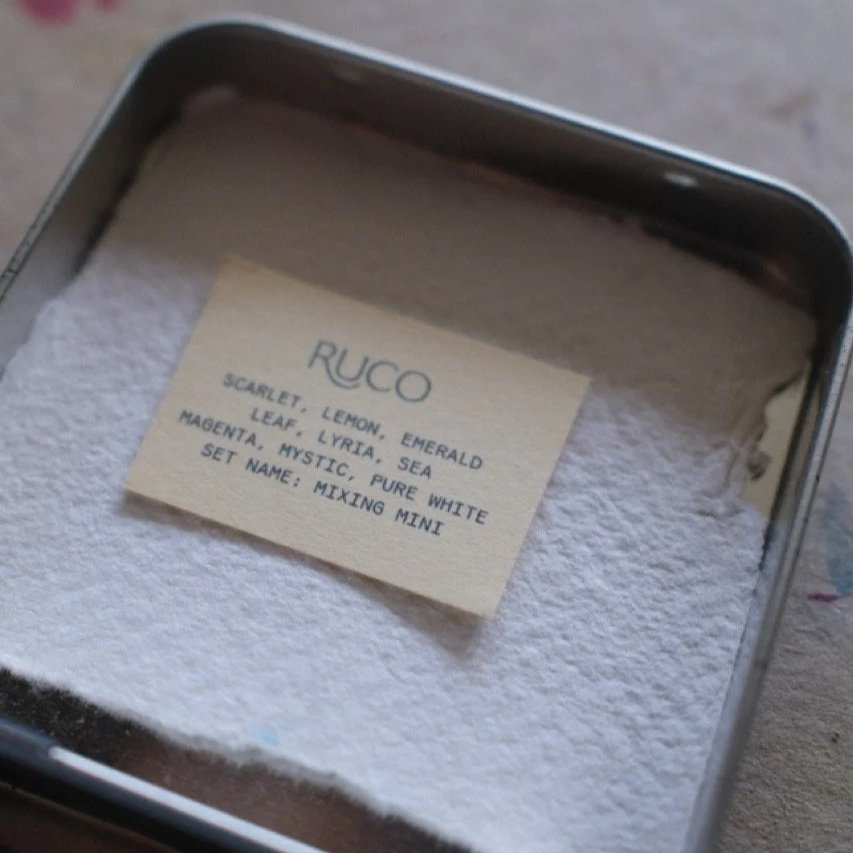 RUCO
SCARLET, LEMON, EMERALD
LEAF, LYRIA, SEA
MAGENTA, MYSTIC, PURE WHITE
SET NAME: MIXING MINI